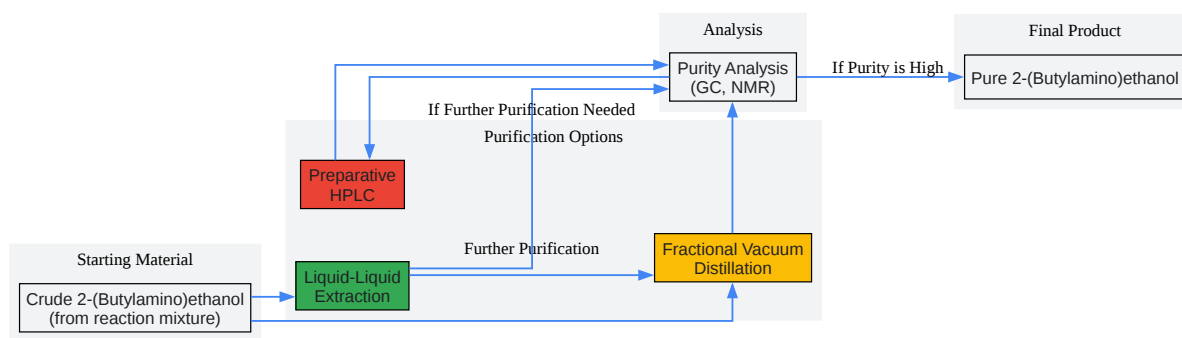 Analysis
Final Product
Purity Analysis
(GC, NMR)
If Purity is High
Pure 2-(Butylamino)ethanol
If Further Purification Needed
Purification Options
Preparative
HPLC
Further Purification
Fractional Vacuum
Distillation
Starting Material
Liquid-Liquid
Extraction
Crude 2-(Butylamino)ethanol
(from reaction mixture)